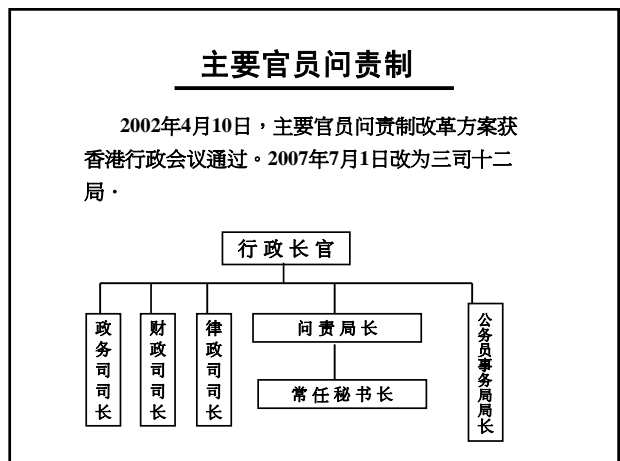 主要官员问责制
2002年4月10日，主要官员问责制改革方案获
香港行政会议通过。2007年7月1日改为三司十二
局．
行政长官
政务司司长
财政司司长
律政司司长
问责局长
常任秘书长
公务员事务局局长